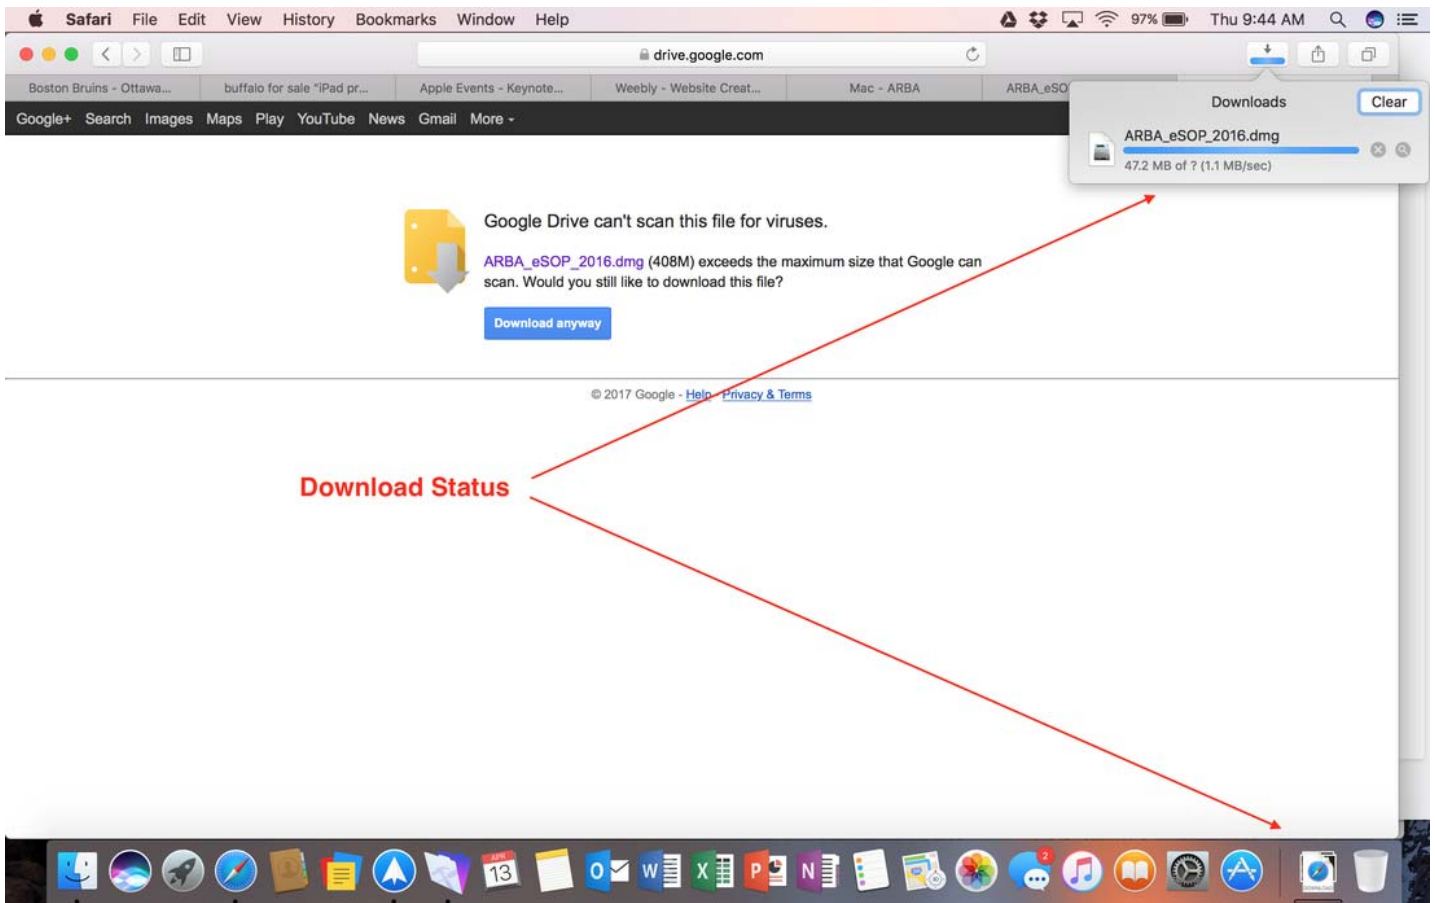 Safari File Edit View History Bookmarks Window Help 97% Thu 9:44 AM
drive.google.com
Boston Bruins - Ottawa... buffalo for sale "iPad pr... Apple Events - Keynote... Weebly - Website Creat... Mac - ARBA ARBA_eSO
Google+ Search Images Maps Play YouTube News Gmail More
Downloads Clear
ARBA_eSOP_2016.dmg
47.2 MB of ? (1.1 MB/sec)
Google Drive can't scan this file for viruses.
ARBA_eSOP_2016.dmg (408M) exceeds the maximum size that Google can
scan. Would you still like to download this file?
Download anyway
© 2017 Google - Help - Privacy & Terms
Download Status
APR
13
2
DOWNLOAD